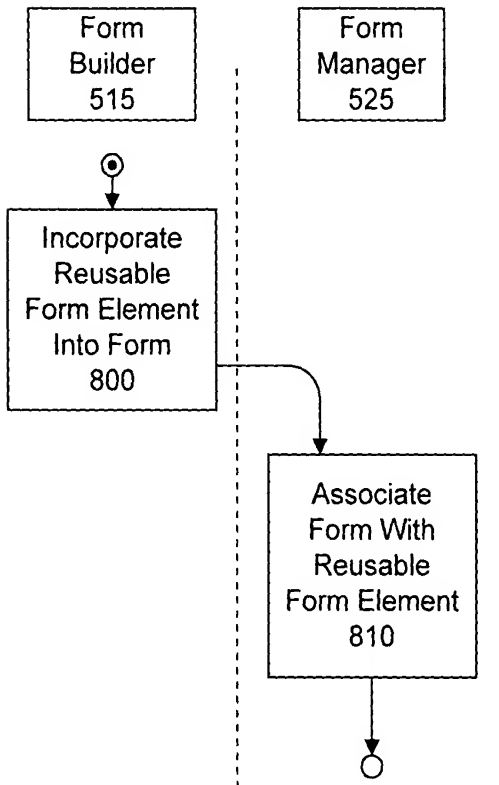 Form
Builder
515
Form
Manager
525
Incorporate
Reusable
Form Element
Into Form
800
Associate
Form With
Reusable
Form Element
810